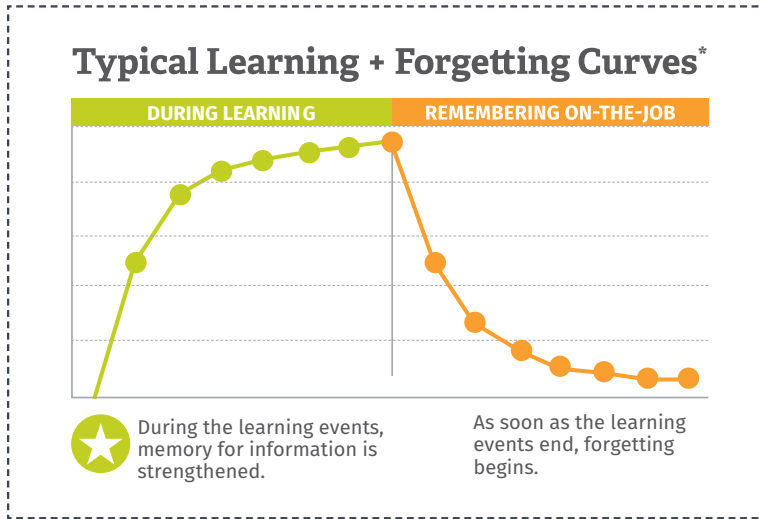 Typical Learning + Forgetting Curves*
DURING LEARNING
REMEMBERING ON-THE-JOB
During the learning events,
memory for information is
strengthened.
As soon as the learning
events end, forgetting
begins.